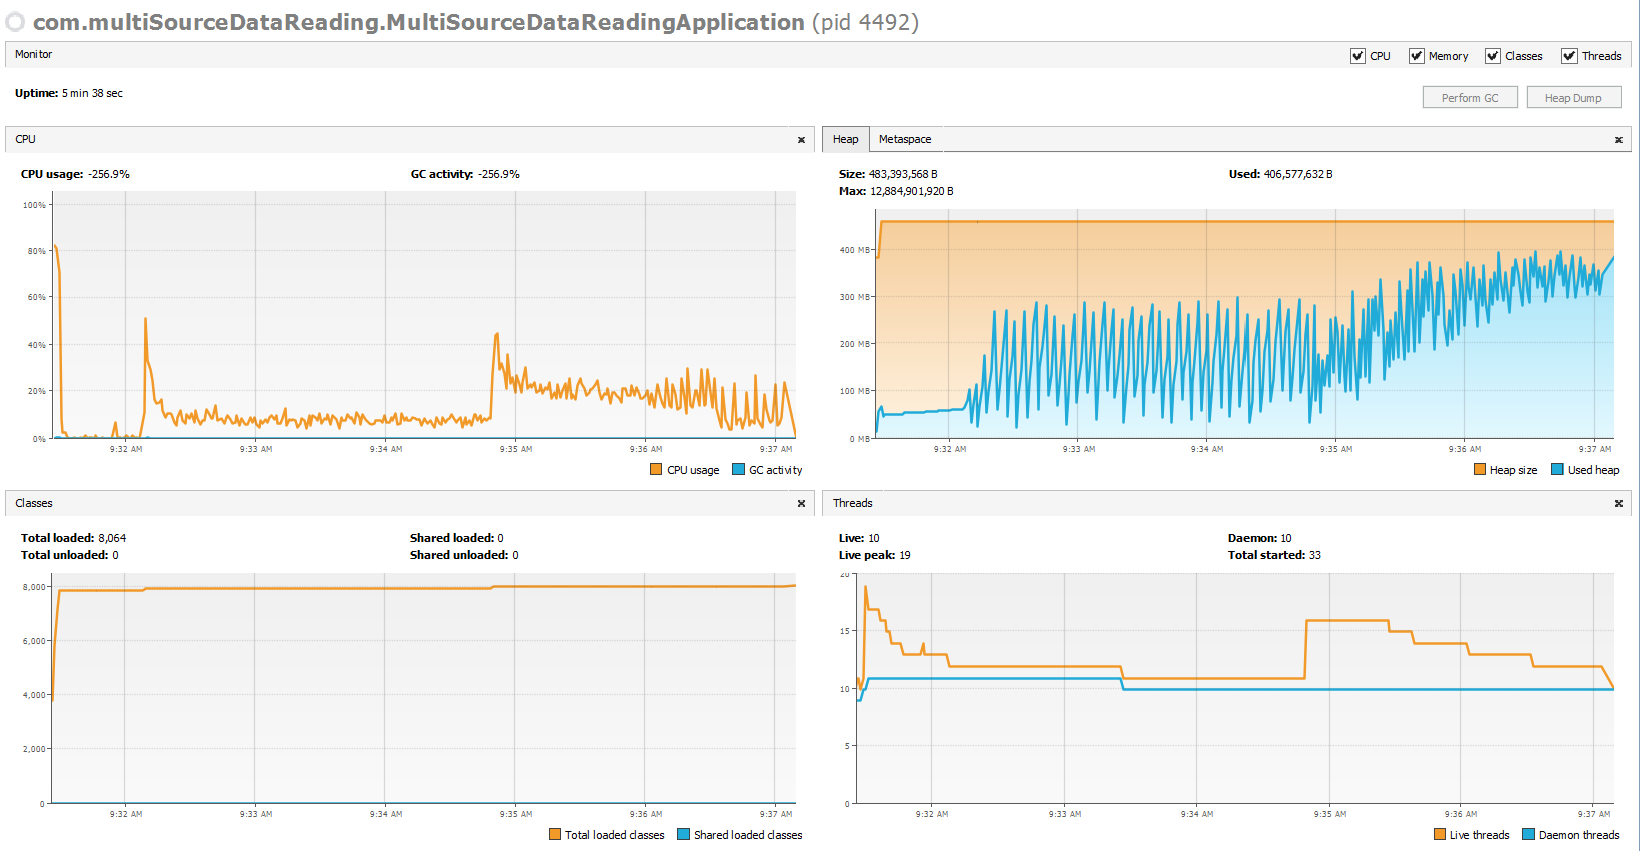 com.multiSourceDataReading.MultiSourceDataReadingApplication (pid 4492)
Monitor
CPU Memory Classes Threads
Uptime: 5 min 38 sec
Perform GC Heap Dump
CPU
CPU usage: -256.9% GC activity: -256.9%
100%
80%
60%
40%
20%
0%
9:32 AM 9:33 AM 9:34 AM 9:35 AM 9:36 AM 9:37 AM
CPU usage GC activity
Heap Metaspace
Size: 483,393,568 B Used: 406,577,632 B
Max: 12,884,901,920 B
400 MB
300 MB
200 MB
100 MB
0 MB
9:32 AM 9:33 AM 9:34 AM 9:35 AM 9:36 AM 9:37 AM
Heap size Used heap
Classes
Total loaded: 8,064 Shared loaded: 0
Total unloaded: 0 Shared unloaded: 0
8,000
6,000
4,000
2,000
0
9:32 AM 9:33 AM 9:34 AM 9:35 AM 9:36 AM 9:37 AM
Total loaded classes Shared loaded classes
Threads
Live: 10 Daemon: 10
Live peak: 19 Total started: 33
20
15
10
5
0
9:32 AM 9:33 AM 9:34 AM 9:35 AM 9:36 AM 9:37 AM
Live threads Daemon threads